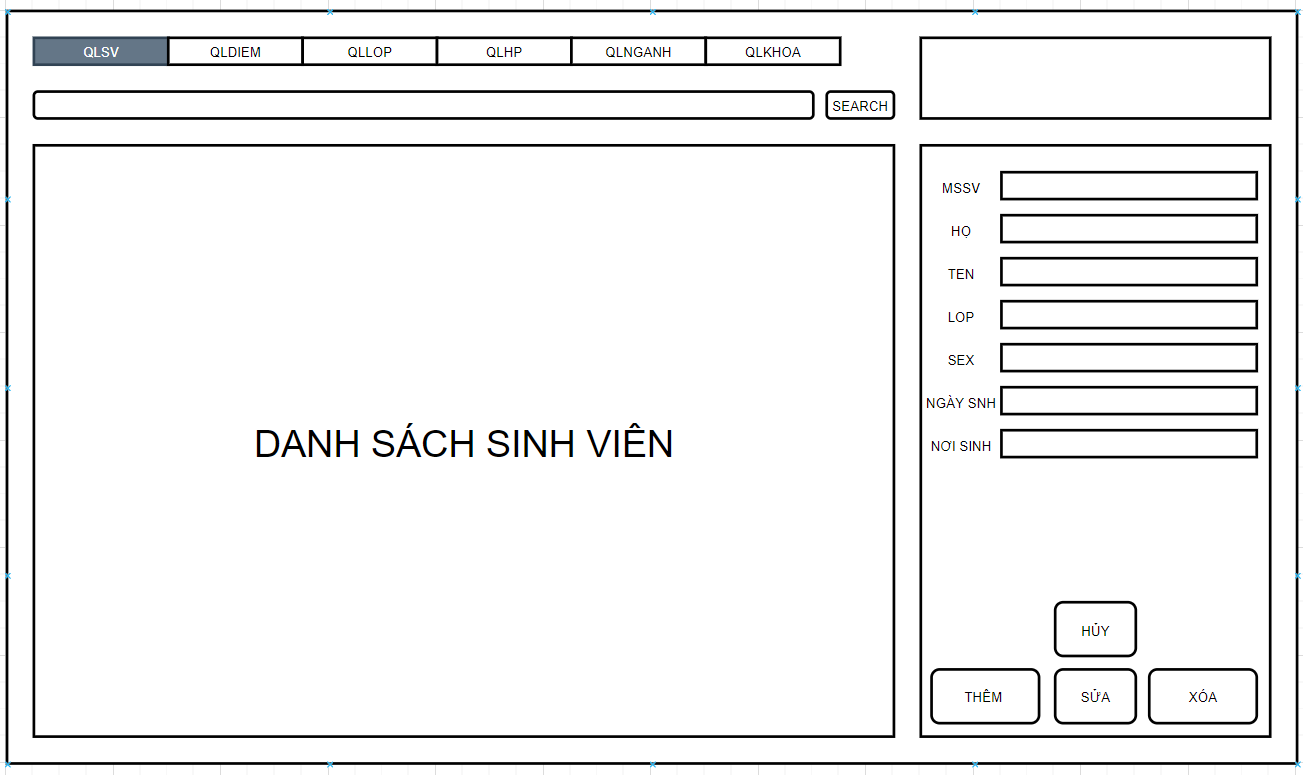 QLSV QLDIEM QLLOP QLHP QLNGANH QLKHOA
SEARCH
DANH SÁCH SINH VIÊN
MSSV
HỌ
TEN
LOP
SEX
NGÀY SNH
NƠI SINH
HỦY
THÊM SỬA XÓA